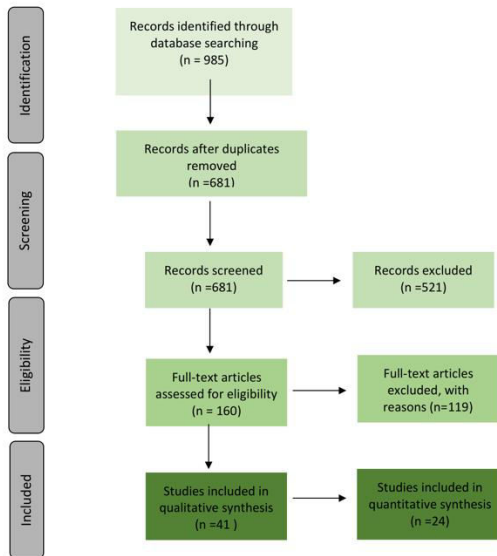 Identification
Records identified through
database searching
(n = 985)
Records after duplicates
removed
(n =681)
Screening
Records screened
(n =681)
Records excluded
(n =521)
Eligibility
Full-text articles
assessed for eligibility
(n = 160)
Full-text articles
excluded, with
reasons (n=119)
Included
Studies included in
qualitative synthesis
(n =41 )
Studies included in
quantitative synthesis
(n =24)